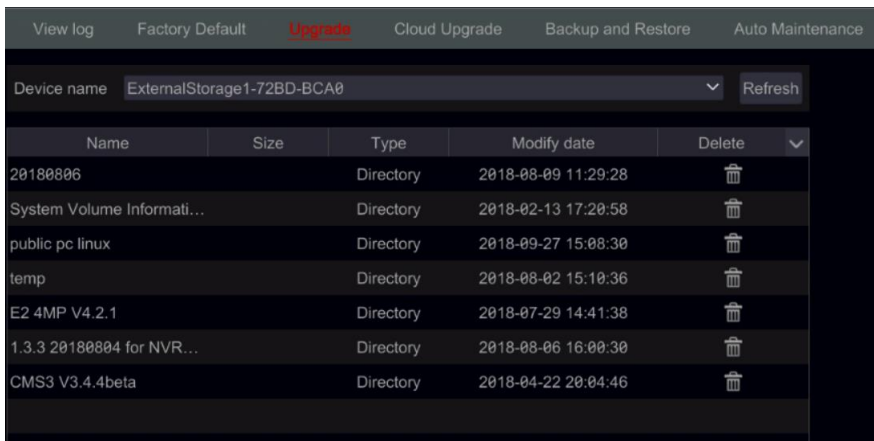 View log Factory Default Upgrade Cloud Upgrade Backup and Restore Auto Maintenance
Device name ExternalStorage1-72BD-BCA0 Refresh
Name Size Type Modify date Delete
20180806 Directory 2018-08-09 11:29:28
System Volume Informati... Directory 2018-02-13 17:20:58
public pc linux Directory 2018-09-27 15:08:30
temp Directory 2018-08-02 15:10:36
E2 4MP V4.2.1 Directory 2018-07-29 14:41:38
1.3.3 20180804 for NVR... Directory 2018-08-06 16:00:30
CMS3 V3.4.4beta Directory 2018-04-22 20:04:46